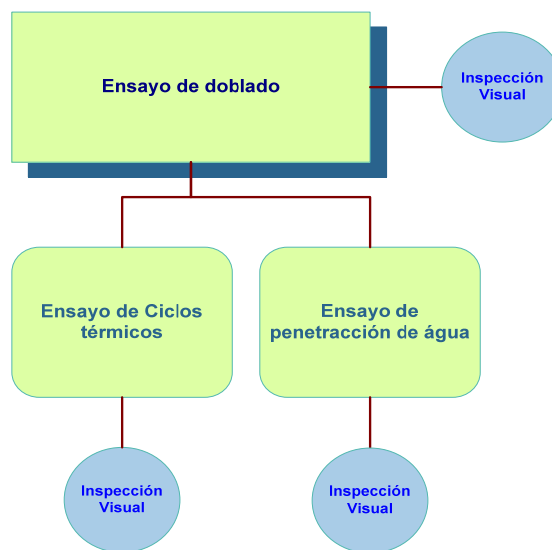 Ensayo de doblado
Inspección
Visual
Ensayo de Ciclos
térmicos
Ensayo de
penetracción de água
Inspección
Visual
Inspección
Visual